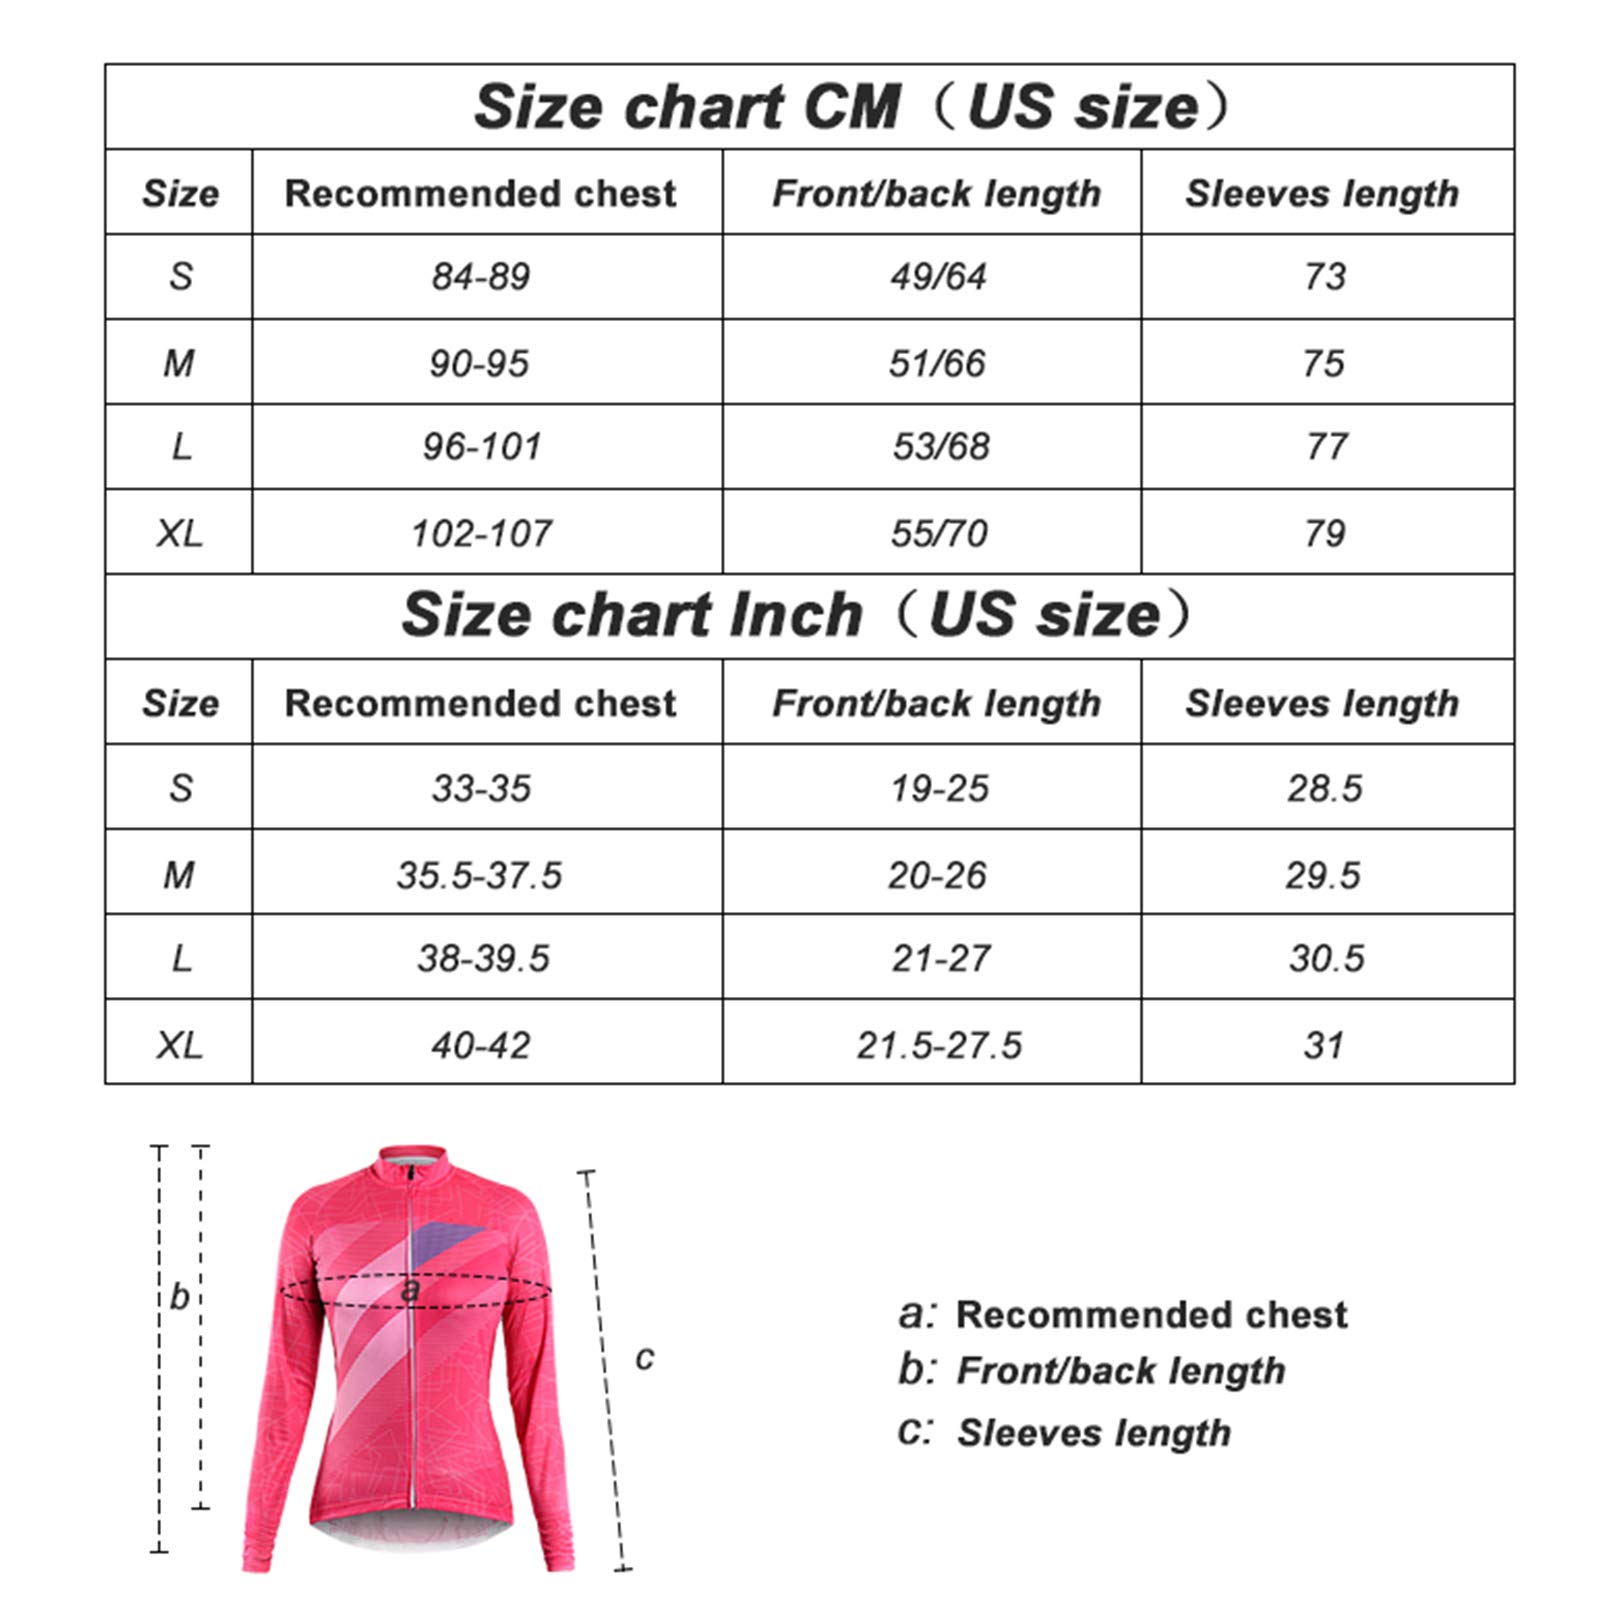 Size chart CM（US size）
Size Recommended chest Front/back length Sleeves length
S 84-89 49/64 73
M 90-95 51/66 75
L 96-101 53/68 77
XL 102-107 55/70 79
Size chart Inch（US size）
Size Recommended chest Front/back length Sleeves length
S 33-35 19-25 28.5
M 35.5-37.5 20-26 29.5
L 38-39.5 21-27 30.5
XL 40-42 21.5-27.5 31
a
b
c
a: Recommended chest
b: Front/back length
c: Sleeves length